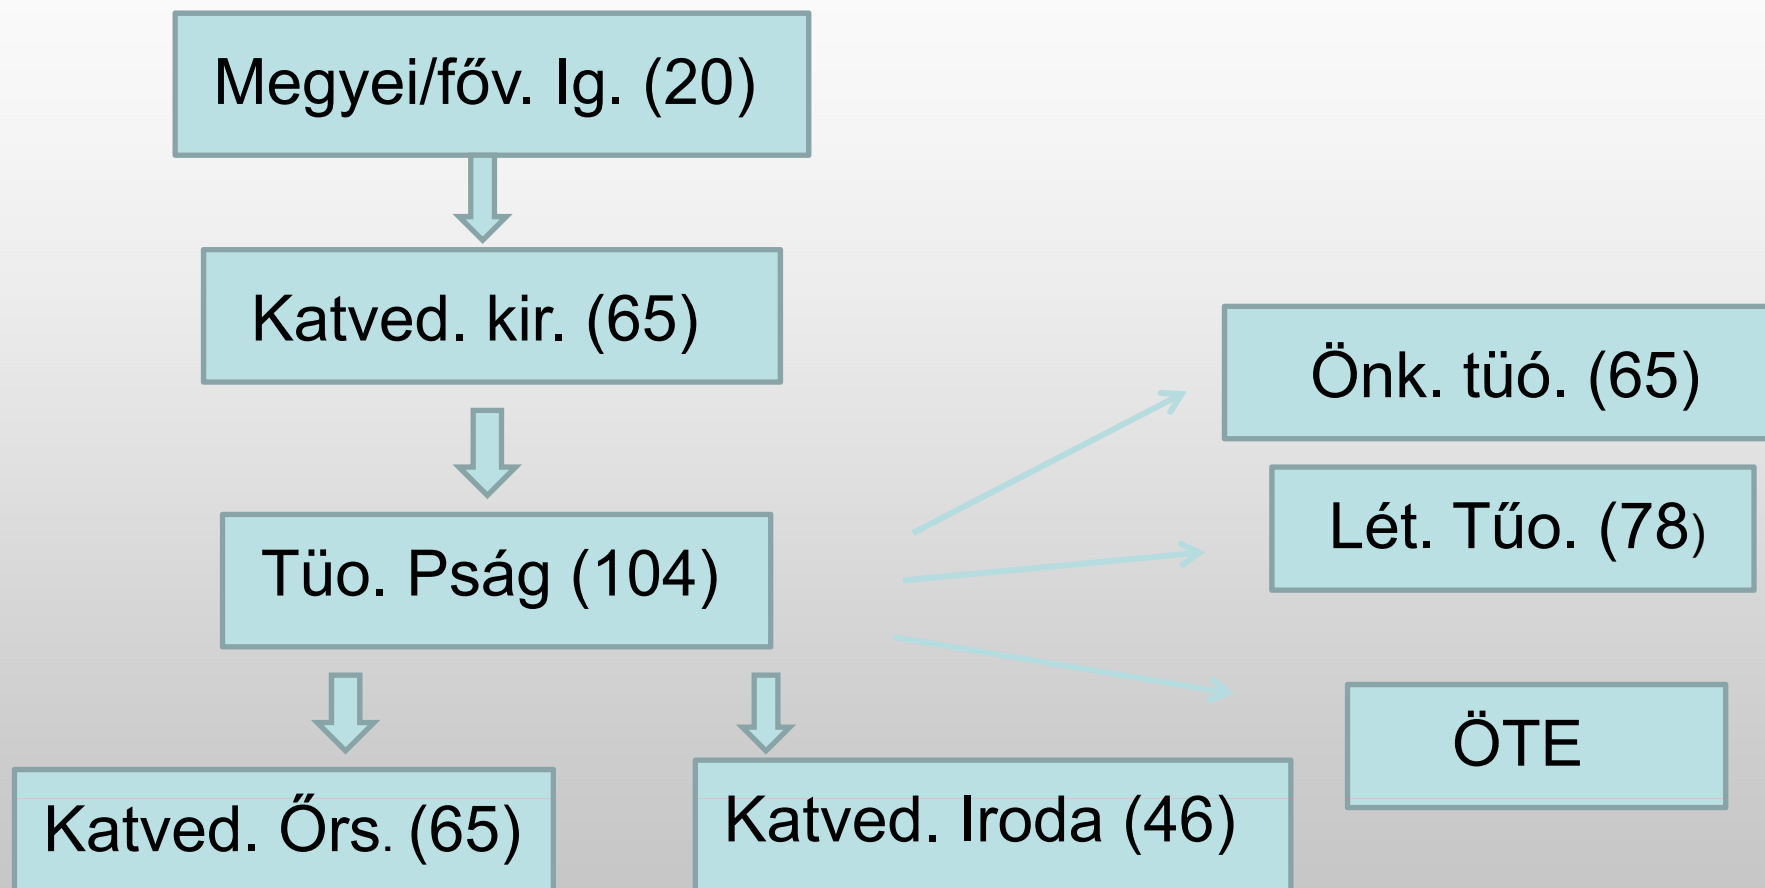 Megyei/főv. Ig. (20)
Katved. kir. (65)
Tüo. Pság (104)
Katved. Őrs. (65)
Katved. Iroda (46)
Önk. tüó. (65)
Lét. Tűo. (78)
ÖTE